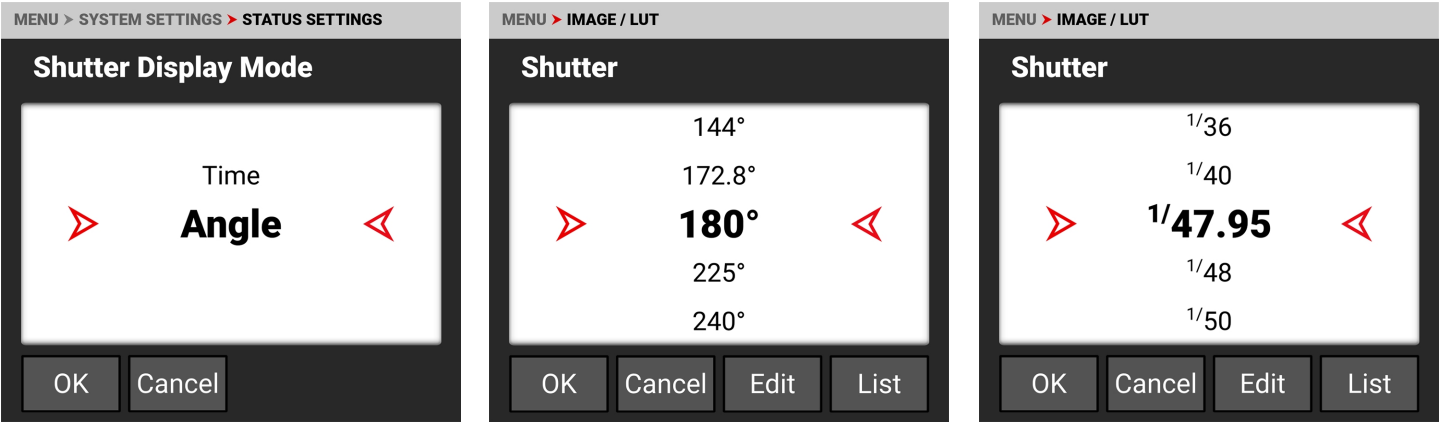 MENU > SYSTEM SETTINGS > STATUS SETTINGS
Shutter Display Mode
Time
Angle
OK Cancel
MENU > IMAGE / LUT
Shutter
144°
172.8°
180°
225°
240°
OK Cancel Edit List
MENU > IMAGE / LUT
Shutter
1/36
1/40
1/47.95
1/48
1/50
OK Cancel Edit List